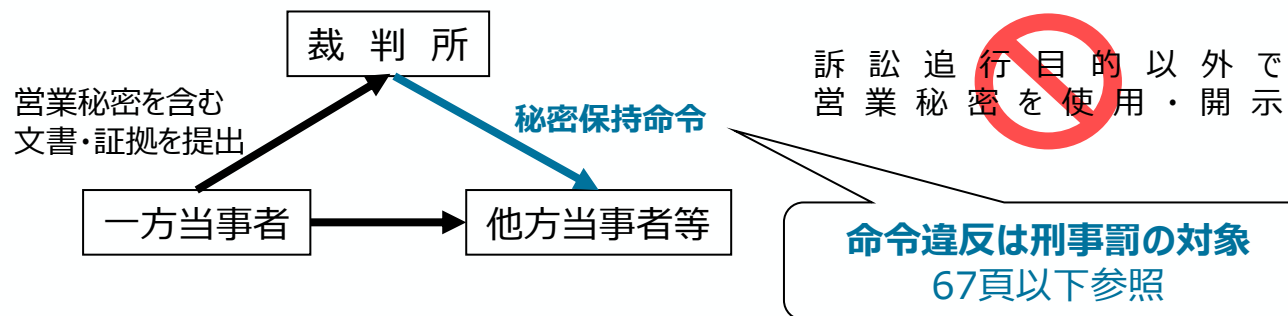 裁判所
営業秘密を含む
文書・証拠を提出
秘密保持命令
訴訟追行目的以外で
営業秘密を使用・開示
一方当事者
他方当事者等
命令違反は刑事罰の対象
67頁以下参照